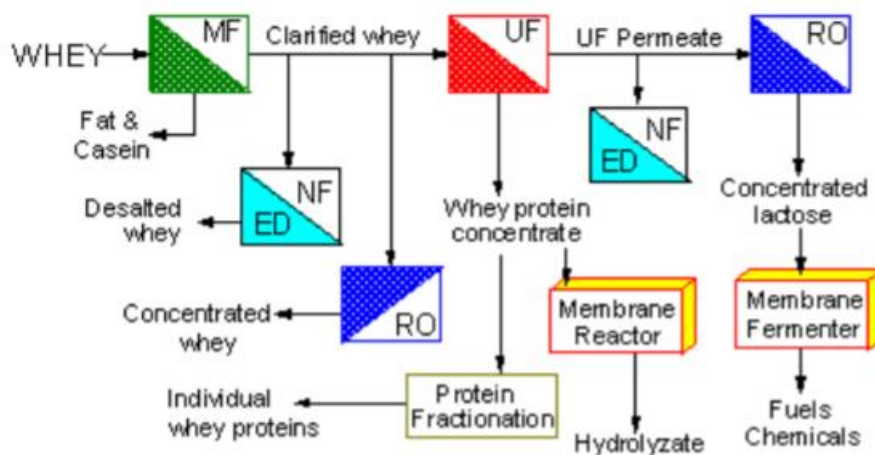 WHEY
MF
Clarified whey
UF
UF Permeate
RO
Fat &
Casein
NF
ED
NF
ED
Desalted
whey
Whey protein
concentrate
Concentrated
lactose
Concentrated
whey
RO
Membrane
Reactor
Membrane
Fermenter
Individual
whey proteins
Protein
Fractionation
Hydrolyzate
Fuels
Chemicals